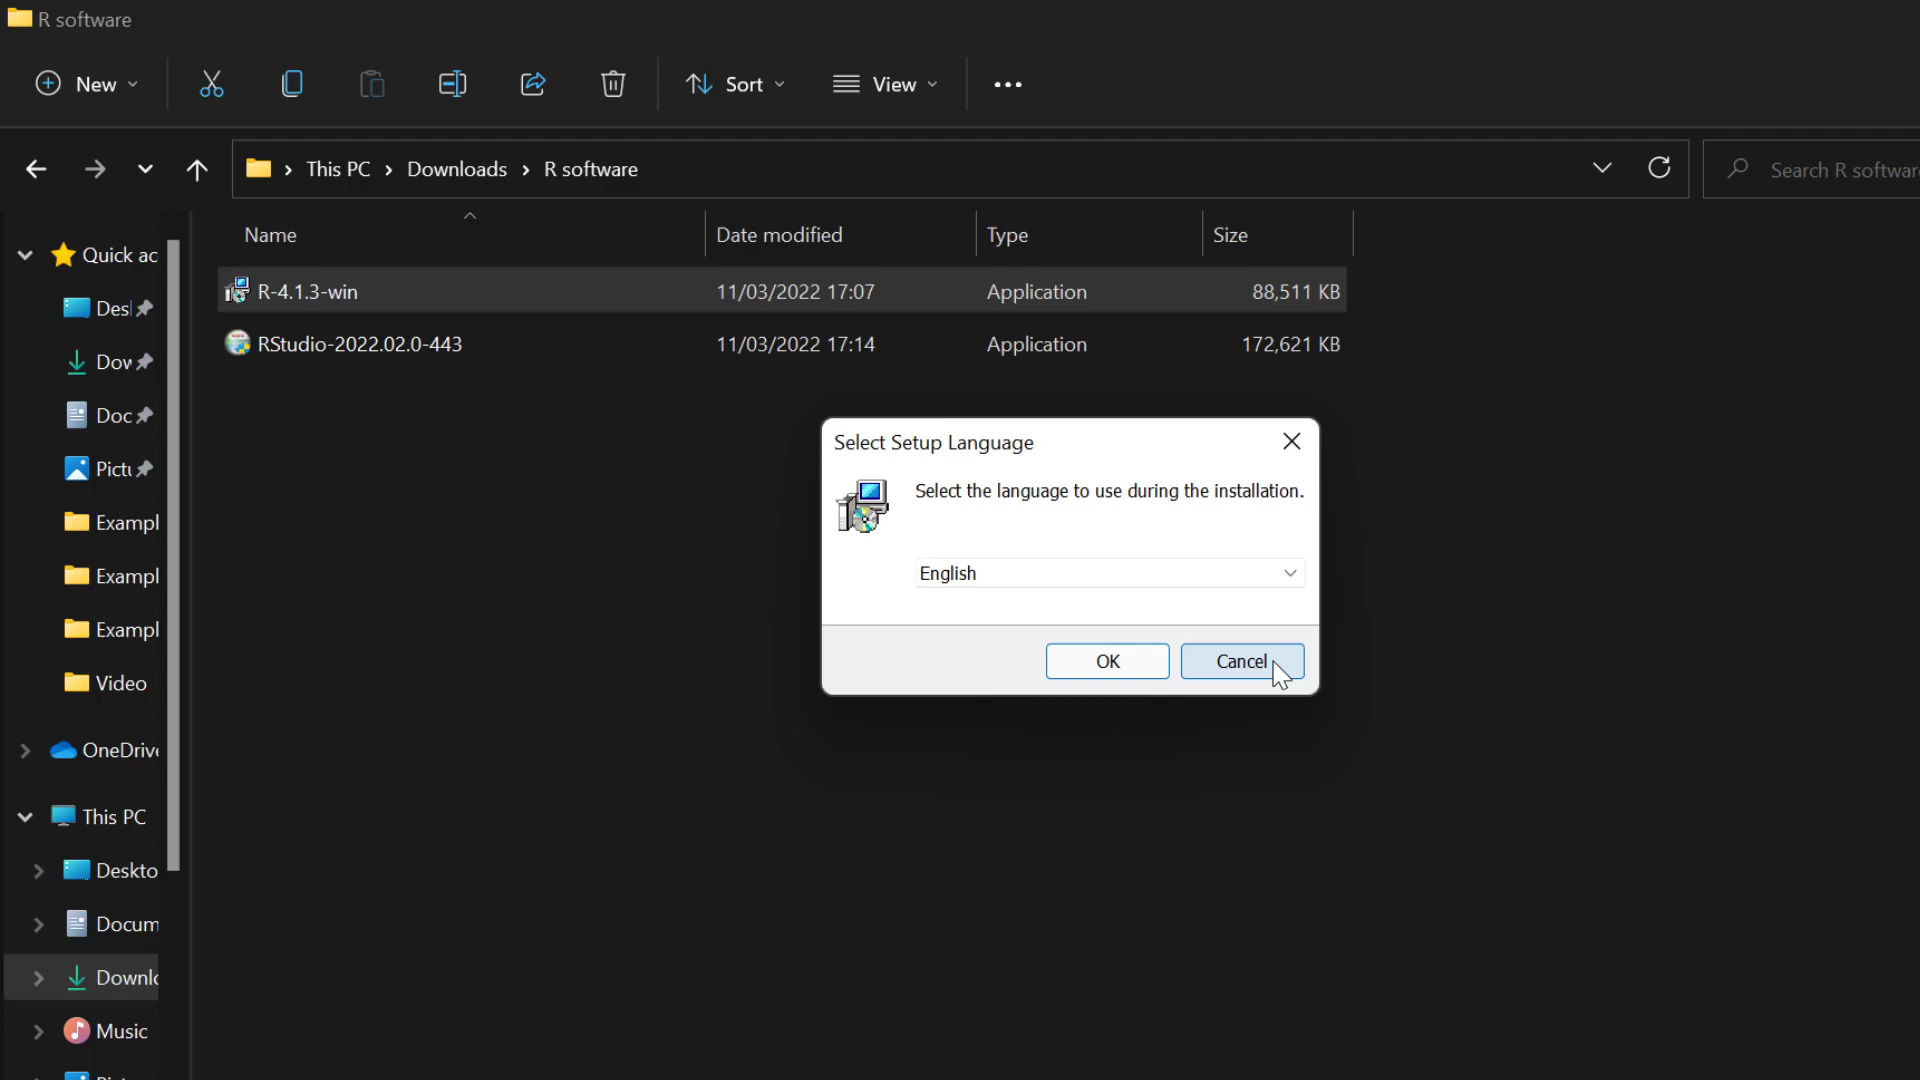 R software
New
Sort
View
This PC
Downloads
R software
Search R software
Name
Date modified
Type
Size
R-4.1.3-win
11/03/2022 17:07
Application
88,511 KB
RStudio-2022.02.0-443
11/03/2022 17:14
Application
172,621 KB
Quick ac
Des
Dov
Doc
Pict
Exampl
Exampl
Exampl
Video
OneDrive
This PC
Deskto
Docum
Downlo
Music
Select Setup Language
Select the language to use during the installation.
English
OK
Cancel